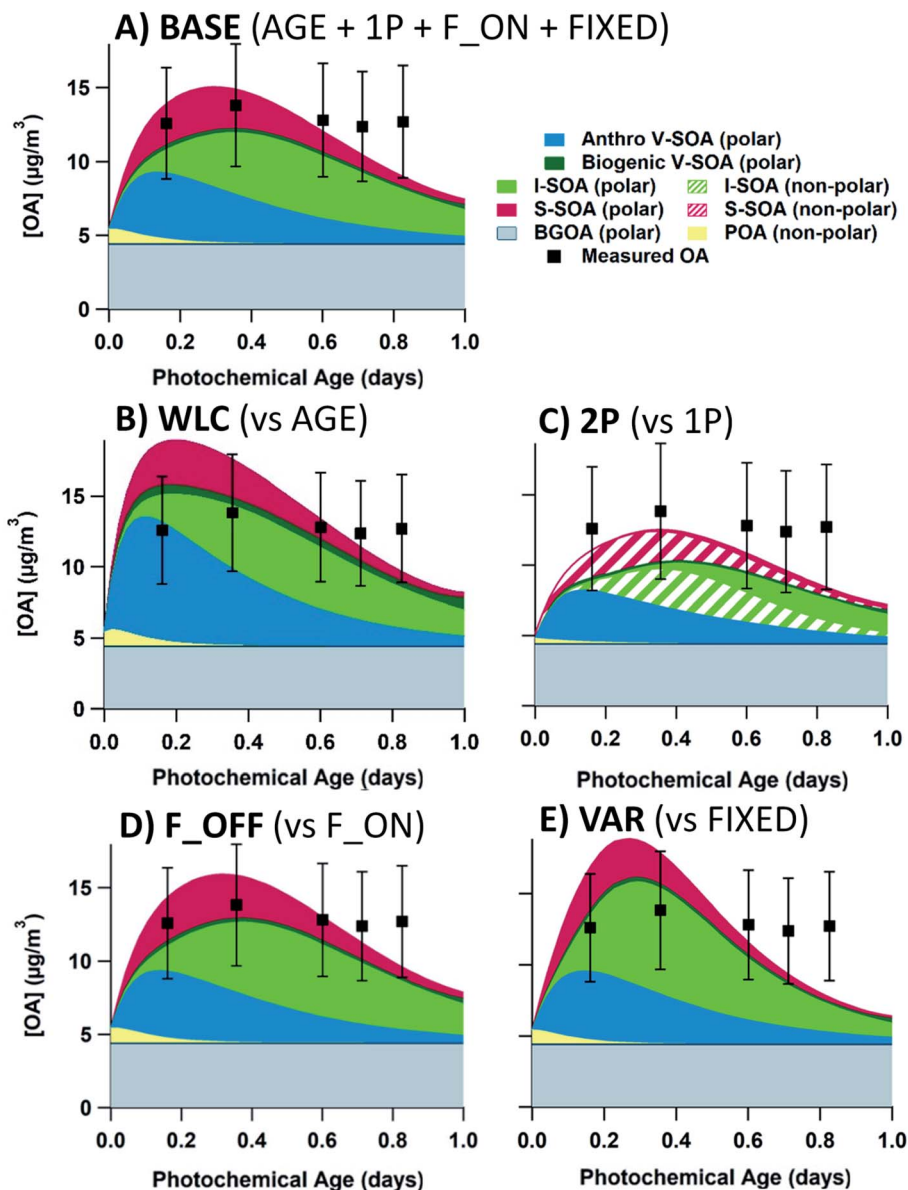 A) BASE (AGE + 1P + F_ON + FIXED)
[OA] (µg/m³)
15
10
5
0
0.0 0.2 0.4 0.6 0.8 1.0
Photochemical Age (days)
Anthro V-SOA (polar)
Biogenic V-SOA (polar)
I-SOA (polar) I-SOA (non-polar)
S-SOA (polar) S-SOA (non-polar)
BGOA (polar) POA (non-polar)
Measured OA
B) WLC (vs AGE)
[OA] (µg/m³)
15
10
5
0
0.0 0.2 0.4 0.6 0.8 1.0
Photochemical Age (days)
C) 2P (vs 1P)
0.0 0.2 0.4 0.6 0.8 1.0
Photochemical Age (days)
D) F_OFF (vs F_ON)
[OA] (µg/m³)
15
10
5
0
0.0 0.2 0.4 0.6 0.8 1.0
Photochemical Age (days)
E) VAR (vs FIXED)
0.0 0.2 0.4 0.6 0.8 1.0
Photochemical Age (days)